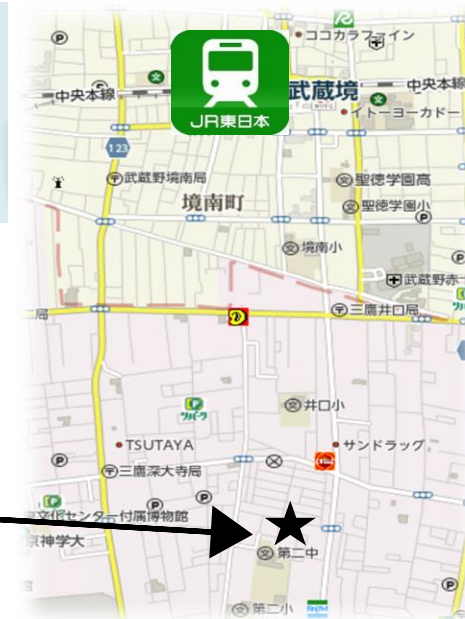 ココカラファイン
中央本線
JR東日本
武蔵境
中央本線
イトーヨーカドー
123
武蔵野境南局
聖徳学園高
境南町
聖徳学園小
境南小
武蔵野赤
局
三鷹井口局
井口小
TSUTAYA
サンドラッグ
三鷹深大寺局
文化センター付属博物館
京神学大
第二中
第二小